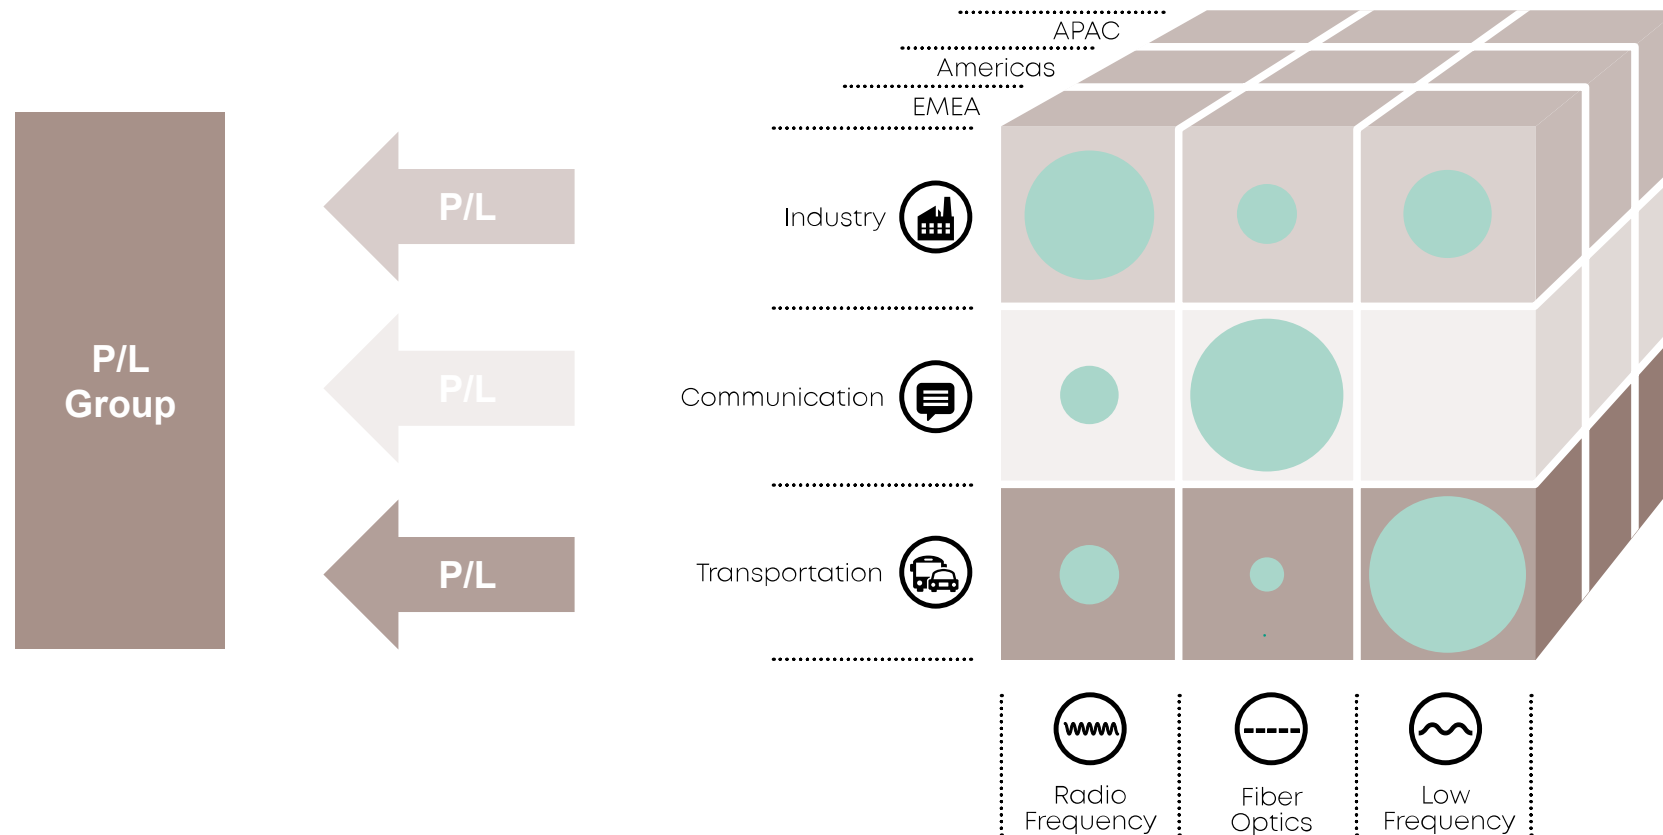 APAC
Americas
EMEA
P/L
Group
P/L
P/L
P/L
Industry
Communication
Transportation
Radio
Frequency
Fiber
Optics
Low
Frequency